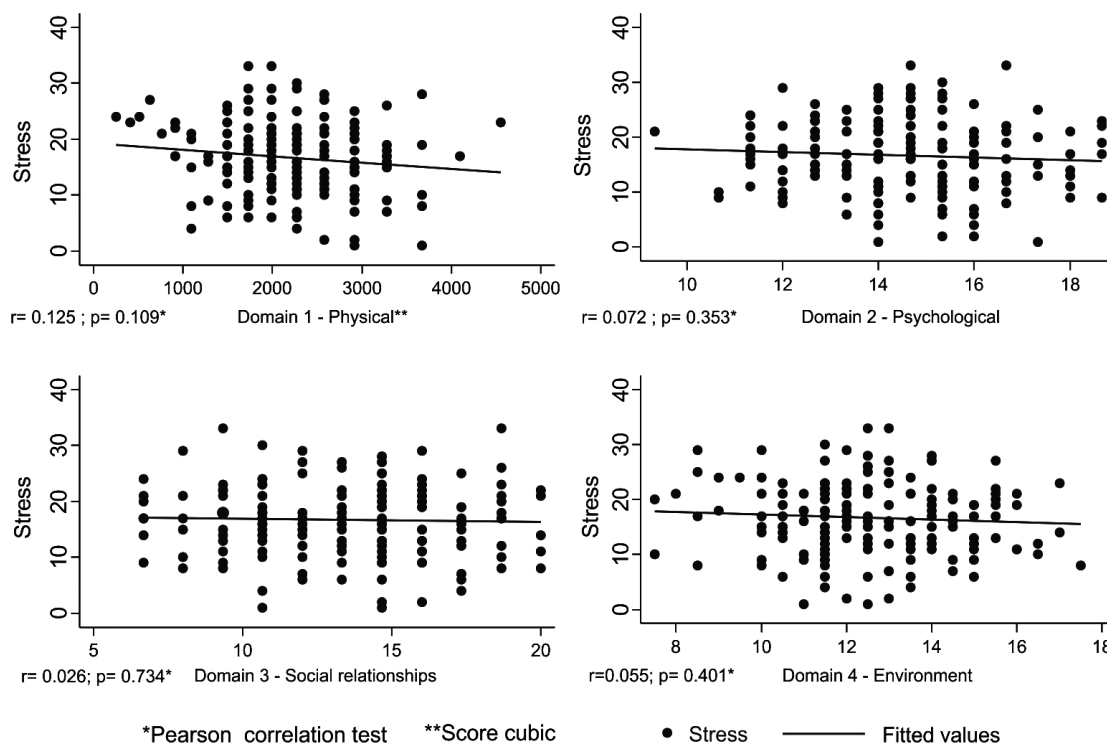 40
30
20
10
0
Stress
0 1000 2000 3000 4000 5000
r= 0.125 ; p= 0.109* Domain 1 - Physical**
40
30
20
10
0
Stress
10 12 14 16 18
r= 0.072 ; p= 0.353* Domain 2 - Psychological
40
30
20
10
0
Stress
5 10 15 20
r= 0.026; p= 0.734* Domain 3 - Social relationships
40
30
20
10
0
Stress
8 10 12 14 16 18
r=0.055; p= 0.401* Domain 4 - Environment
*Pearson correlation test **Score cubic Stress Fitted values